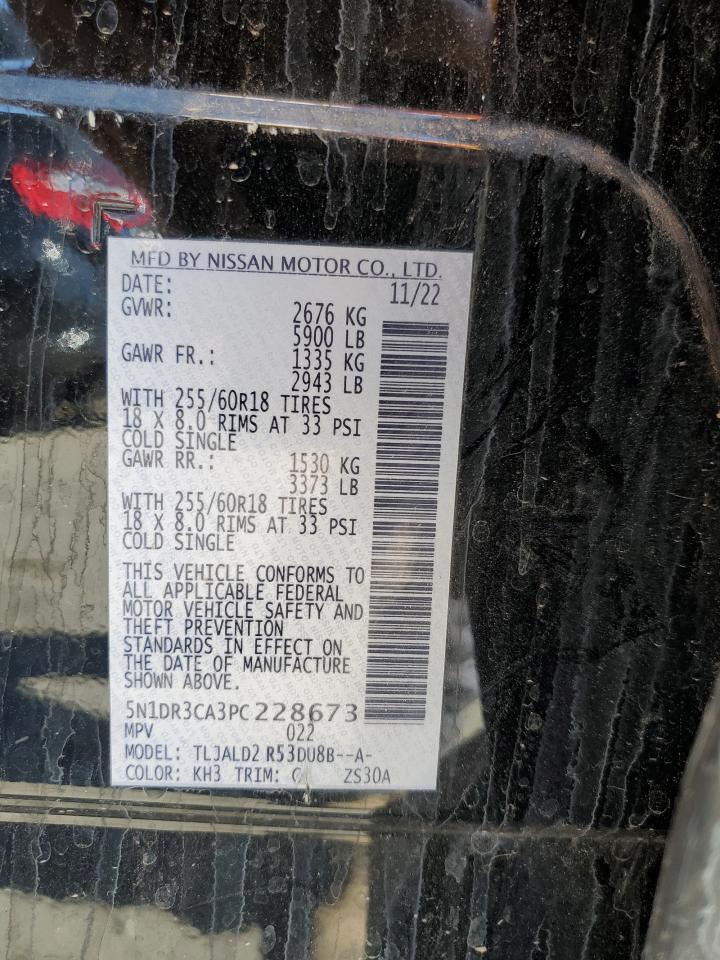 MFD BY NISSAN MOTOR CO., LTD.
DATE: 11/22
GVWR: 2676 KG
5900 LB
GAWR FR.: 1335 KG
2943 LB
WITH 255/60R18 TIRES
18 X 8.0 RIMS AT 33 PSI
COLD SINGLE
GAWR RR.: 1530 KG
3373 LB
WITH 255/60R18 TIRES
18 X 8.0 RIMS AT 33 PSI
COLD SINGLE
THIS VEHICLE CONFORMS TO
ALL APPLICABLE FEDERAL
MOTOR VEHICLE SAFETY AND
THEFT PREVENTION
STANDARDS IN EFFECT ON
THE DATE OF MANUFACTURE
SHOWN ABOVE.
5N1DR3CA3PC228673
MPV 022
MODEL: TLJALD2 R53DU8B--A-
COLOR: KH3 TRIM: ZS30A